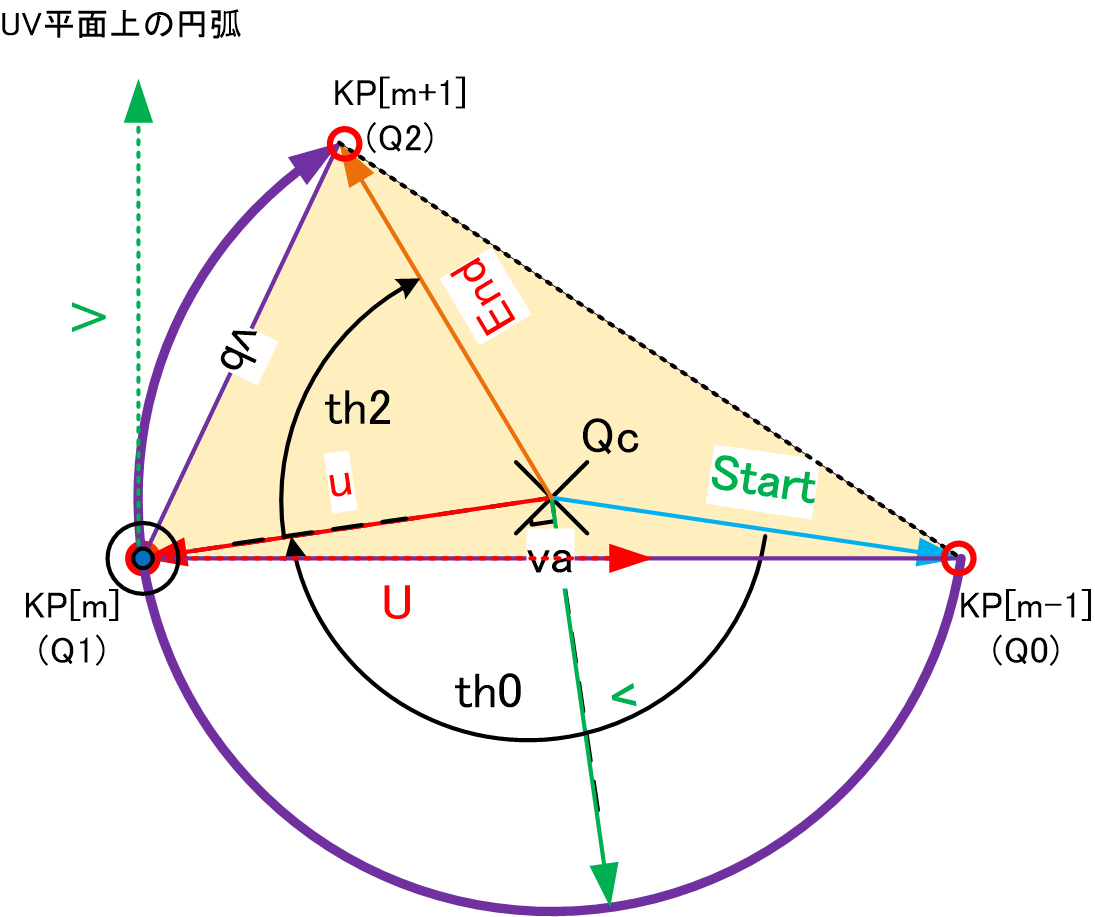 UV平面上の円弧
KP[m+1]
(Q2)
V
End
vb
th2
Qc
u
Start
va
U
KP[m]
(Q1)
KP[m-1]
(Q0)
th0
v